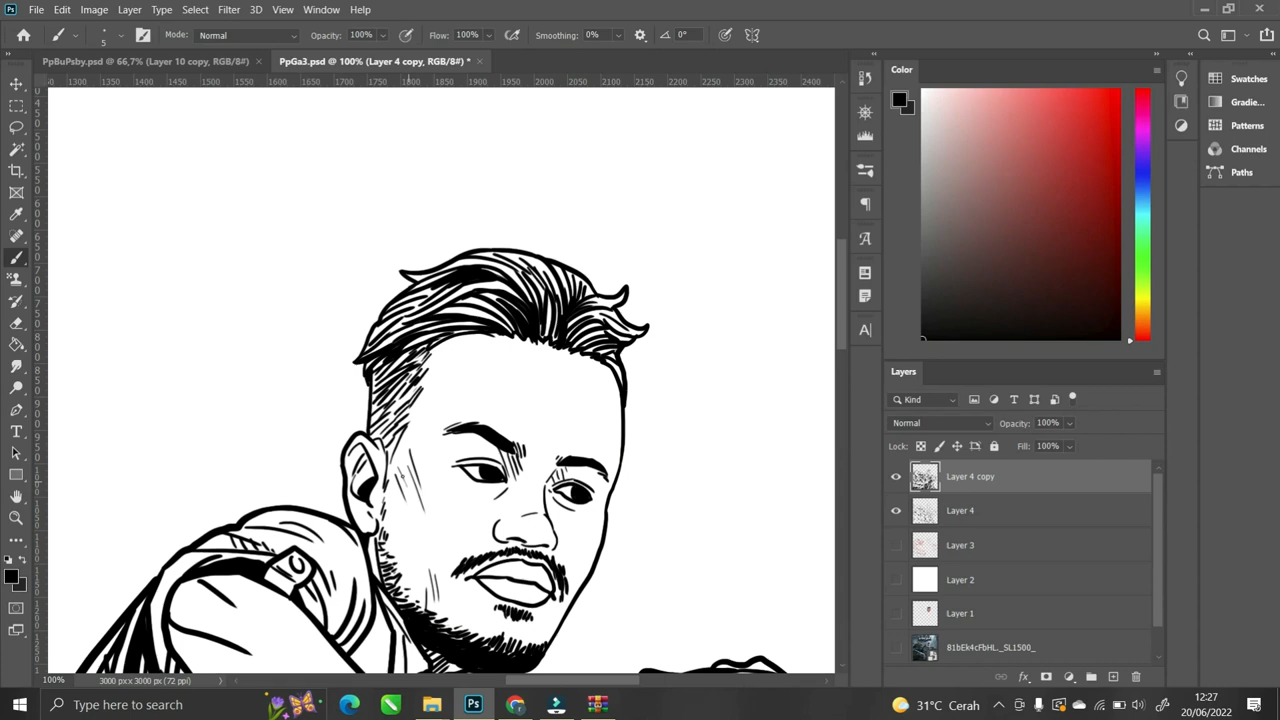 Ps File Edit Image Layer Type Select Filter 3D View Window Help
5 Mode: Normal Opacity: 100% Flow: 100% Smoothing: 0% 0°
PpBuPsby.psd @ 66,7% (Layer 10 copy, RGB/8#) × PpGa3.psd @ 100% (Layer 4 copy, RGB/8#) * ×
1300 1350 1400 1450 1500 1550 1600 1650 1700 1750 1800 1850 1900 1950 2000 2050 2100 2150 2200 2250 2300 2350 2400
Color
Swatches
Gradie...
Patterns
Channels
Paths
Layers
Kind
Normal Opacity: 100%
Lock: Fill: 100%
Layer 4 copy
Layer 4
Layer 3
Layer 2
Layer 1
81bEk4cFbHL._SL1500_
100% 3000 px x 3000 px (72 ppi)
Type here to search
Ps
31°C Cerah
12:27
20/06/2022